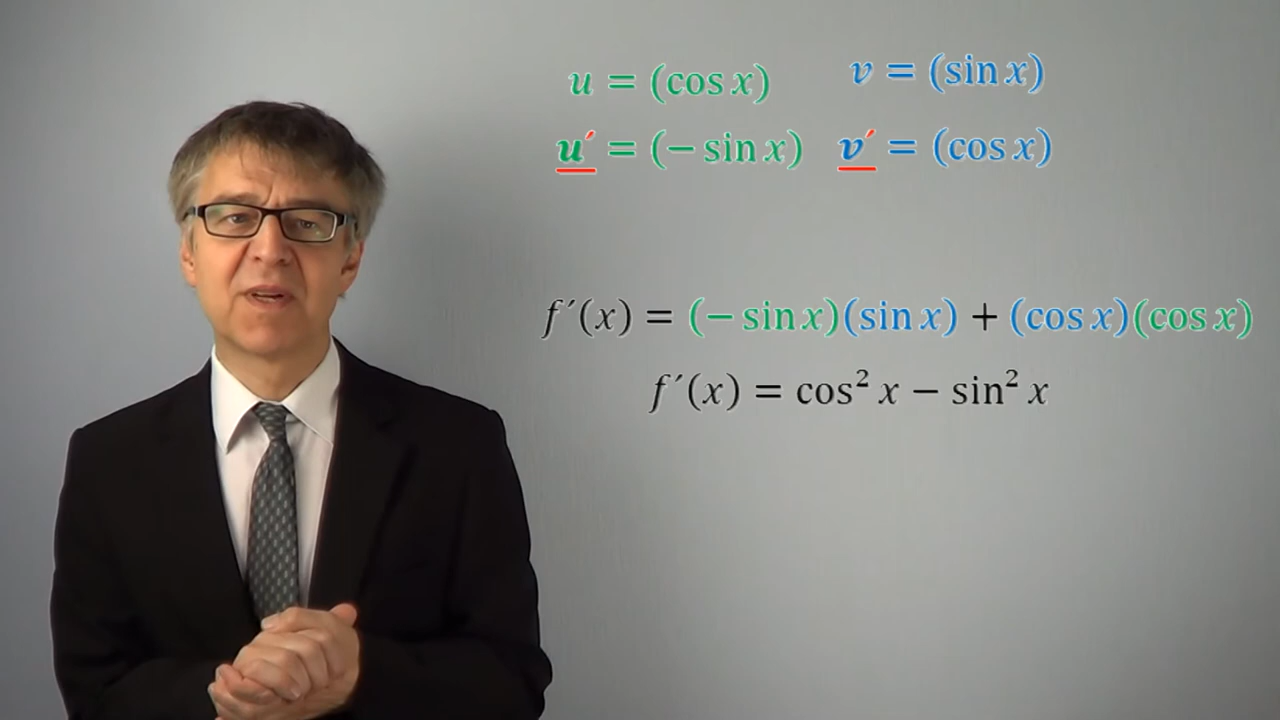 u = (cos x) v = (sin x)
u´ = (− sin x) v´ = (cos x)
f´(x) = (− sin x)(sin x) + (cos x)(cos x)
f´(x) = cos² x − sin² x